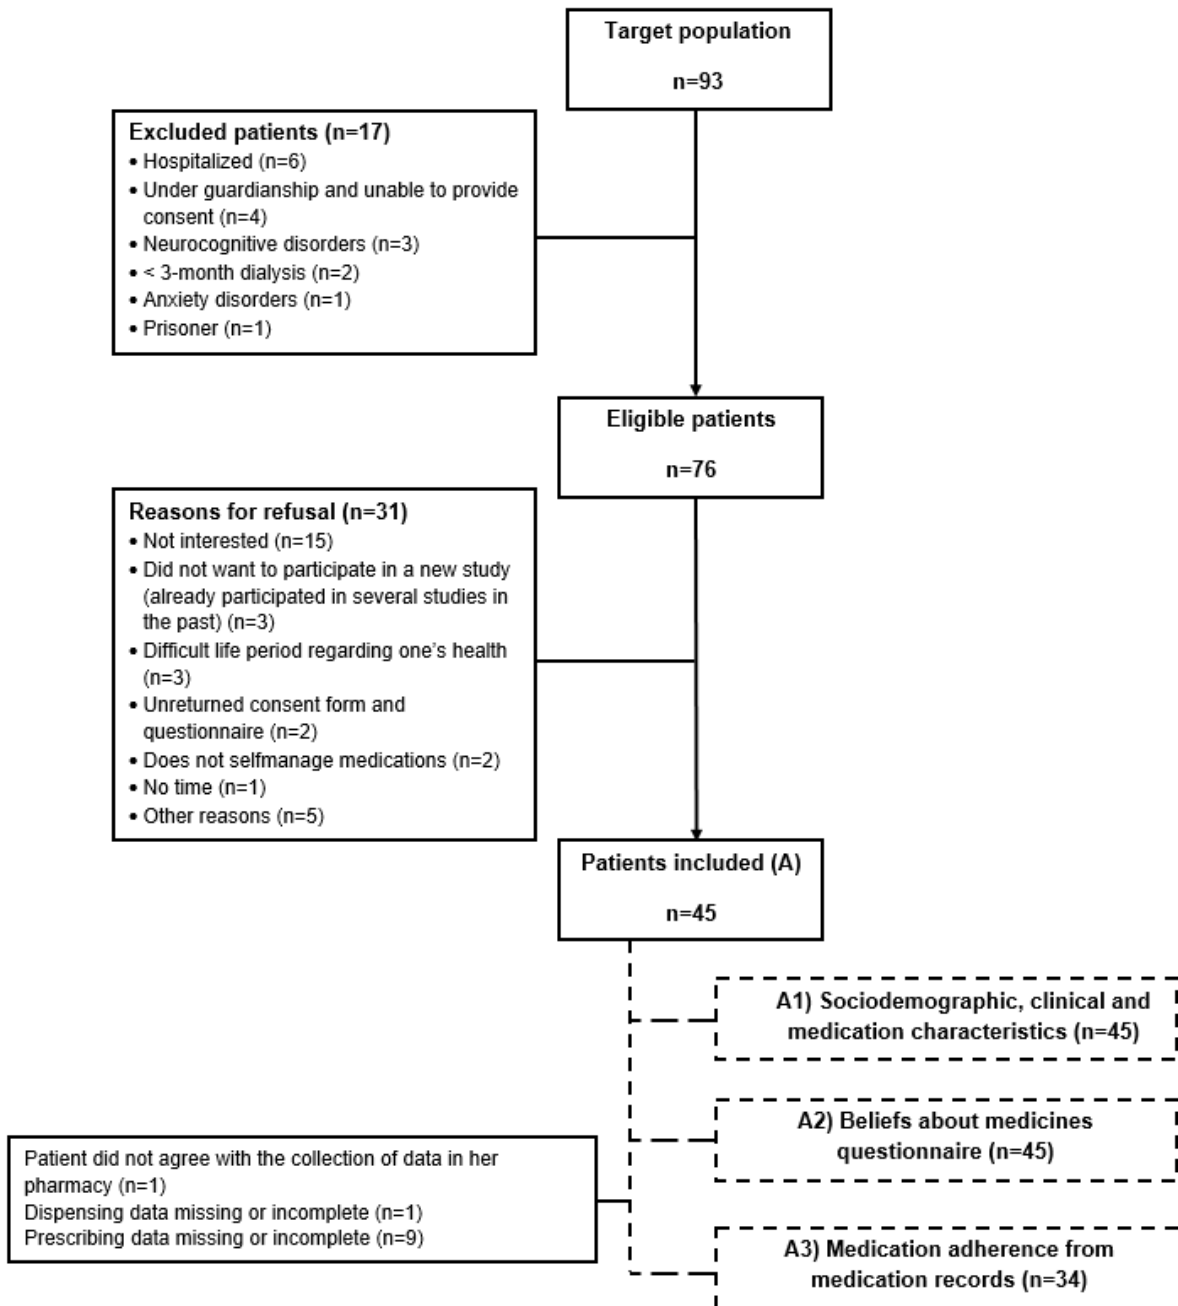 Target population
n=93
Excluded patients (n=17)
• Hospitalized (n=6)
• Under guardianship and unable to provide
consent (n=4)
• Neurocognitive disorders (n=3)
• < 3-month dialysis (n=2)
• Anxiety disorders (n=1)
• Prisoner (n=1)
Eligible patients
n=76
Reasons for refusal (n=31)
• Not interested (n=15)
• Did not want to participate in a new study
(already participated in several studies in
the past) (n=3)
• Difficult life period regarding one’s health
(n=3)
• Unreturned consent form and
questionnaire (n=2)
• Does not selfmanage medications (n=2)
• No time (n=1)
• Other reasons (n=5)
Patients included (A)
n=45
A1) Sociodemographic, clinical and
medication characteristics (n=45)
A2) Beliefs about medicines
questionnaire (n=45)
Patient did not agree with the collection of data in her
pharmacy (n=1)
Dispensing data missing or incomplete (n=1)
Prescribing data missing or incomplete (n=9)
A3) Medication adherence from
medication records (n=34)